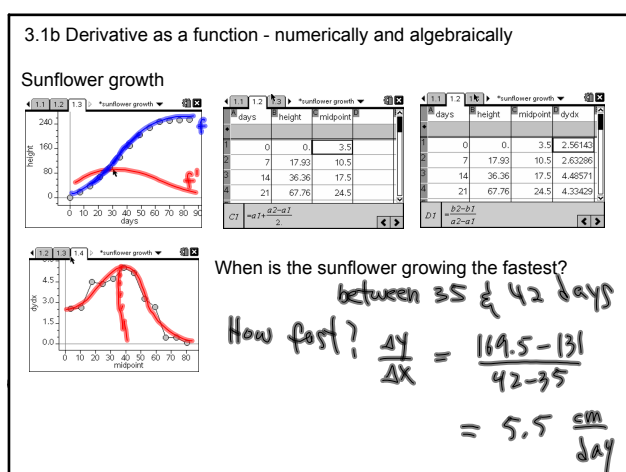 3.1b Derivative as a function - numerically and algebraically
Sunflower growth
1.1 1.2 1.3 *sunflower growth
height
240
160
80
0
0 10 20 30 40 50 60 70 80 90
days
f
f'
1.1 1.2 1.3 *sunflower growth
A days B height C midpoint D
1 0 0. 3.5
2 7 17.93 10.5
3 14 36.36 17.5
4 21 67.76 24.5
C1 =a1+(a2-a1)/2.
1.1 1.2 *sunflower growth
A days B height C midpoint D dydx
1 0 0. 3.5 2.56143
2 7 17.93 10.5 2.63286
3 14 36.36 17.5 4.48571
4 21 67.76 24.5 4.33429
D1 =(b2-b1)/(a2-a1)
1.2 1.3 1.4 *sunflower growth
dydx
4.5
3.0
1.5
0.0
0 10 20 30 40 50 60 70 80
midpoint
When is the sunflower growing the fastest?
between 35 & 42 days
How fast? Δy/Δx = (169.5-131)/(42-35)
= 5.5 cm/day